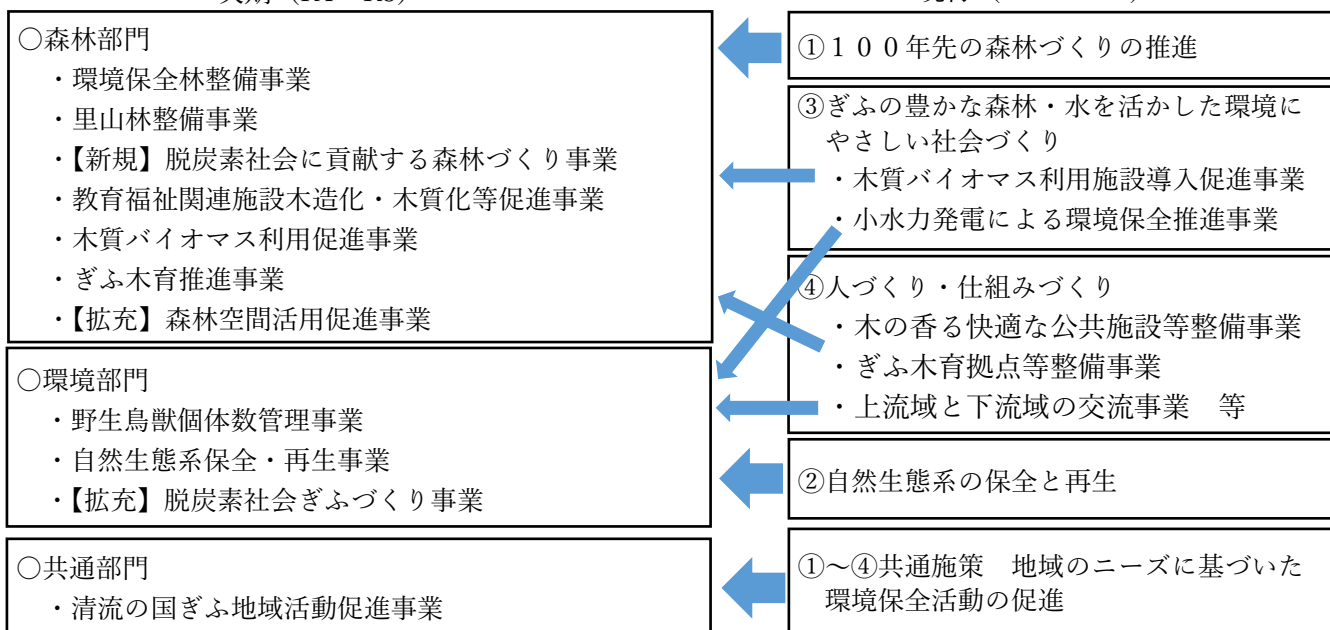 ○森林部門
・環境保全林整備事業
・里山林整備事業
・【新規】脱炭素社会に貢献する森林づくり事業
・教育福祉関連施設木造化・木質化等促進事業
・木質バイオマス利用促進事業
・ぎふ木育推進事業
・【拡充】森林空間活用促進事業
○環境部門
・野生鳥獣個体数管理事業
・自然生態系保全・再生事業
・【拡充】脱炭素社会ぎふづくり事業
○共通部門
・清流の国ぎふ地域活動促進事業
①１００年先の森林づくりの推進
③ぎふの豊かな森林・水を活かした環境に
やさしい社会づくり
・木質バイオマス利用施設導入促進事業
・小水力発電による環境保全推進事業
④人づくり・仕組みづくり
・木の香る快適な公共施設等整備事業
・ぎふ木育拠点等整備事業
・上流域と下流域の交流事業　等
②自然生態系の保全と再生
①～④共通施策　地域のニーズに基づいた
環境保全活動の促進